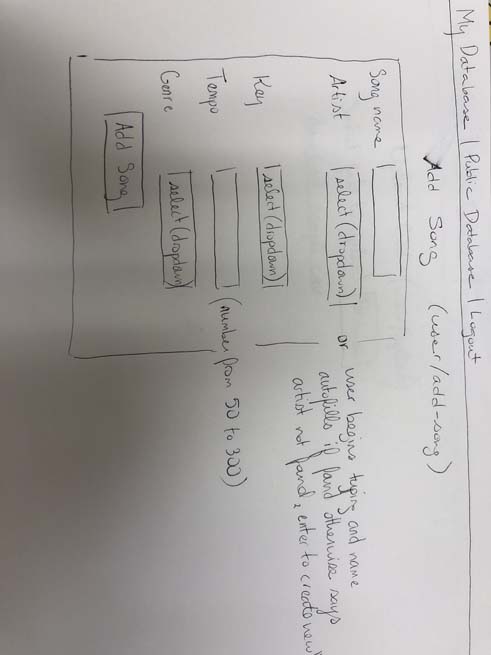 My Database | Public Database | Logout
Add Song (user/add-song)
Song name
Artist select (dropdown) or user begins typing and name
autofills if found otherwise says
artist not found, enter to create new"
Key select (dropdown)
Tempo (number from 50 to 300)
Genre select (dropdown)
Add Song